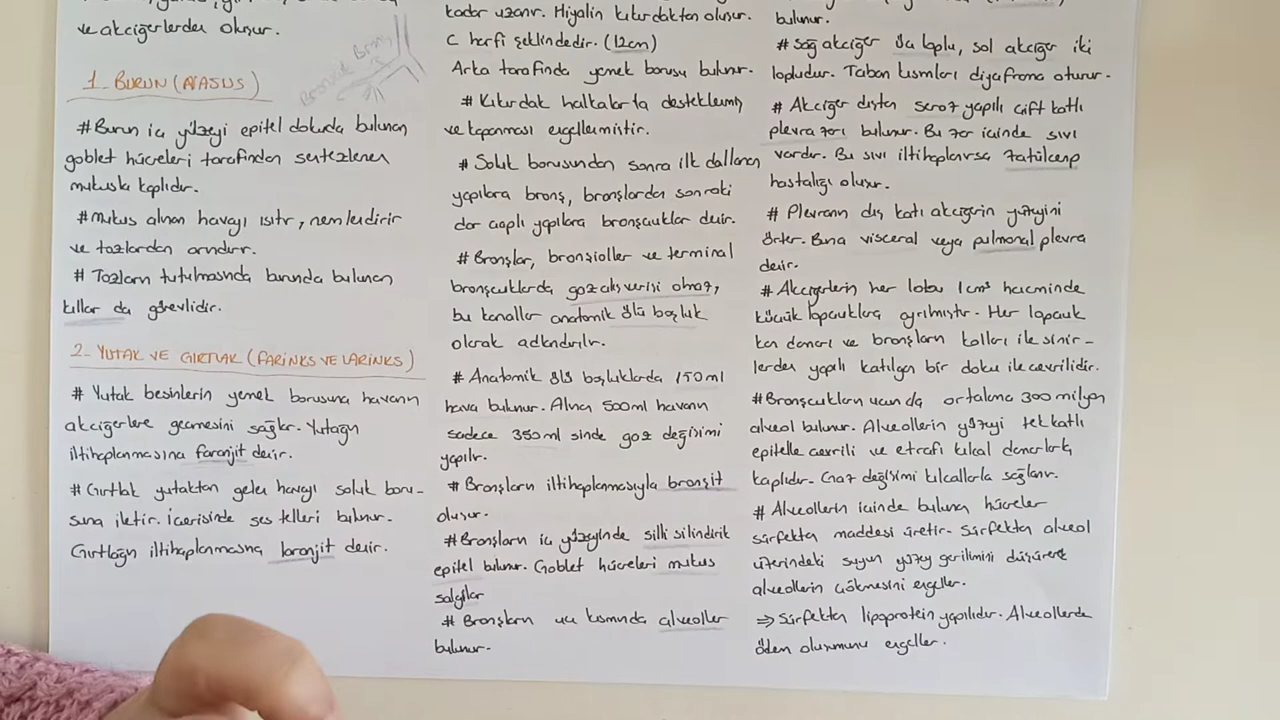 ve akciğerlerden oluşur.
1- BURUN (NASUS)
# Burun iç yüzeyi epitel dokuda bulunan
goblet hücreleri tarafından sentezlenen
mukusla kaplıdır.
# Mukus alınan havayı ısıtır, nemlendirir
ve tozlardan arındırır.
# Tozların tutulmasında burunda bulunan
kıllar da görevlidir.
2- YUTAK VE GIRTLAK (FARİNKS VE LARİNKS)
# Yutak besinlerin yemek borusuna havanın
akciğerlere geçmesini sağlar. Yutağın
iltihaplanmasına faranjit denir.
# Gırtlak yutaktan gelen havayı soluk boru-
suna iletir. İçerisinde ses telleri bulunur.
Gırtlağın iltihaplanmasına laranjit denir.
Bronşiol Bronş
kadar uzanır. Hiyalin kıkırdaktan oluşur.
C harfi şeklindedir. (12cm)
Arka tarafında yemek borusu bulunur.
# Kıkırdak halkalarla desteklenmiş
ve kapanması engellenmiştir.
# Soluk borusundan sonra ilk dallanan
yapılara bronş, bronşlardan sonraki
dar çaplı yapılara bronşçuklar denir.
# Bronşlar, bronşioller ve terminal
bronşcuklarda gaz alışverisi olmaz,
bu kanallar anatomik ölü boşluk
olarak adlandırılır.
# Anatomik ölü boşluklarda 150 ml
hava bulunur. Alınan 500ml havanın
sadece 350 ml sinde gaz değişimi
yapılır.
# Bronşların iltihaplanmasıyla bronşit
oluşur.
# Bronşların iç yüzeyinde silli silindirik
epitel bulunur. Goblet hücreleri mukus
salgılar
# Bronşların uç kısmında alveoller
bulunur.
bulunur.
# Sağ akciğer üç loplu, sol akciğer iki
lopludur. Taban kısımları diyaframa oturur.
# Akciğer dıştan seroz yapılı çift katlı
plevra zarı bulunur. Bu zar içinde sıvı
vardır. Bu sıvı iltihaplanırsa zatülcenp
hastalığı oluşur.
# Plevranın dış katı akciğerin yüzeyini
örter. Buna visceral veya pulmonal plevra
denir.
# Akciğerlerin her lobu 1cm³ hacminde
küçük lopçuklara ayrılmıştır. Her lopçuk
kan damarı ve bronşların kolları ile sinir-
lerden yapılı katılgan bir doku ile çevrilidir.
# Bronşcukların ucunda ortalama 300 milyon
alveol bulunur. Alveollerin yüzeyi tek katlı
epitelle çevrili ve etrafı kılcal damarlarla
kaplıdır. Gaz değişimi kılcallarla sağlanır.
# Alveollerin içinde bulunan hücreler
sürfektan maddesi üretir. Sürfektan alveol
üzerindeki suyun yüzey gerilimini düşürerek
alveollerin çökmesini engeller.
⇒ Sürfektan lipoprotein yapılıdır. Alveollerde
ödem oluşumunu engeller.